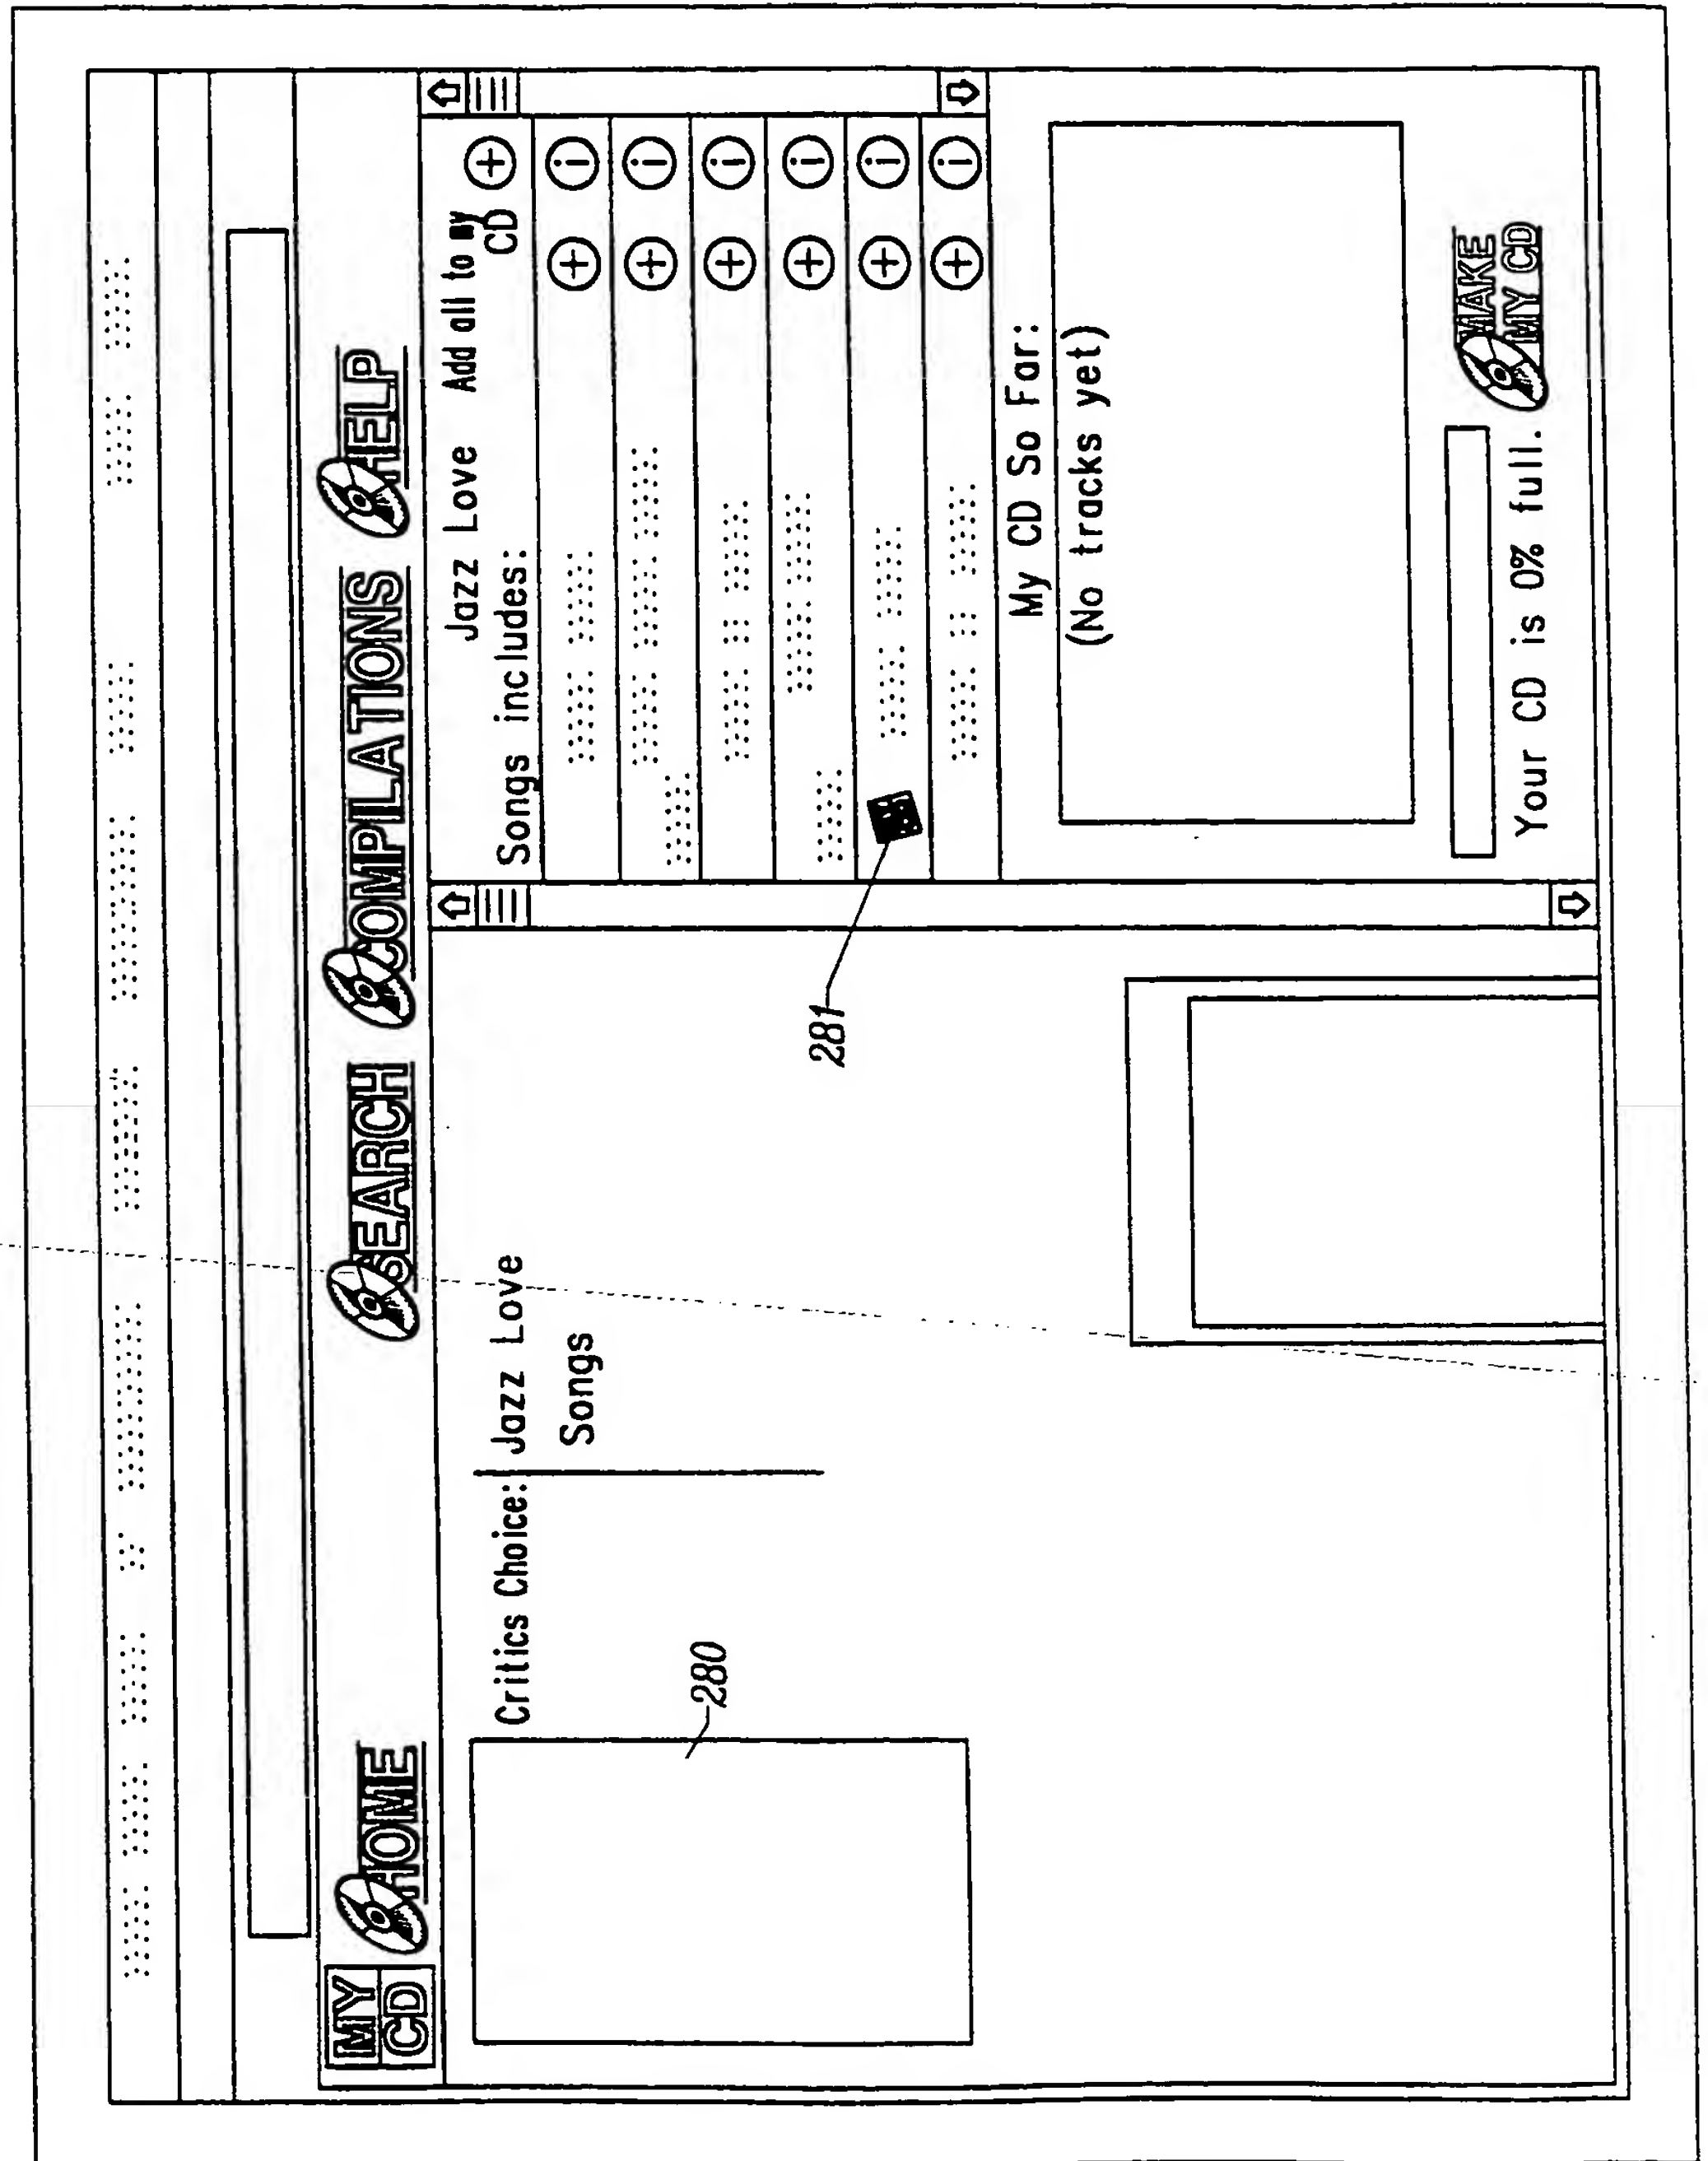 MY
CD
HOME
SEARCH
COMPILATIONS
HELP
Critics Choice: Jazz Love
Songs
280
Jazz Love Add all to my
CD
Songs includes:
281
My CD So Far:
(No tracks yet)
Your CD is 0% full.
MAKE
MY CD